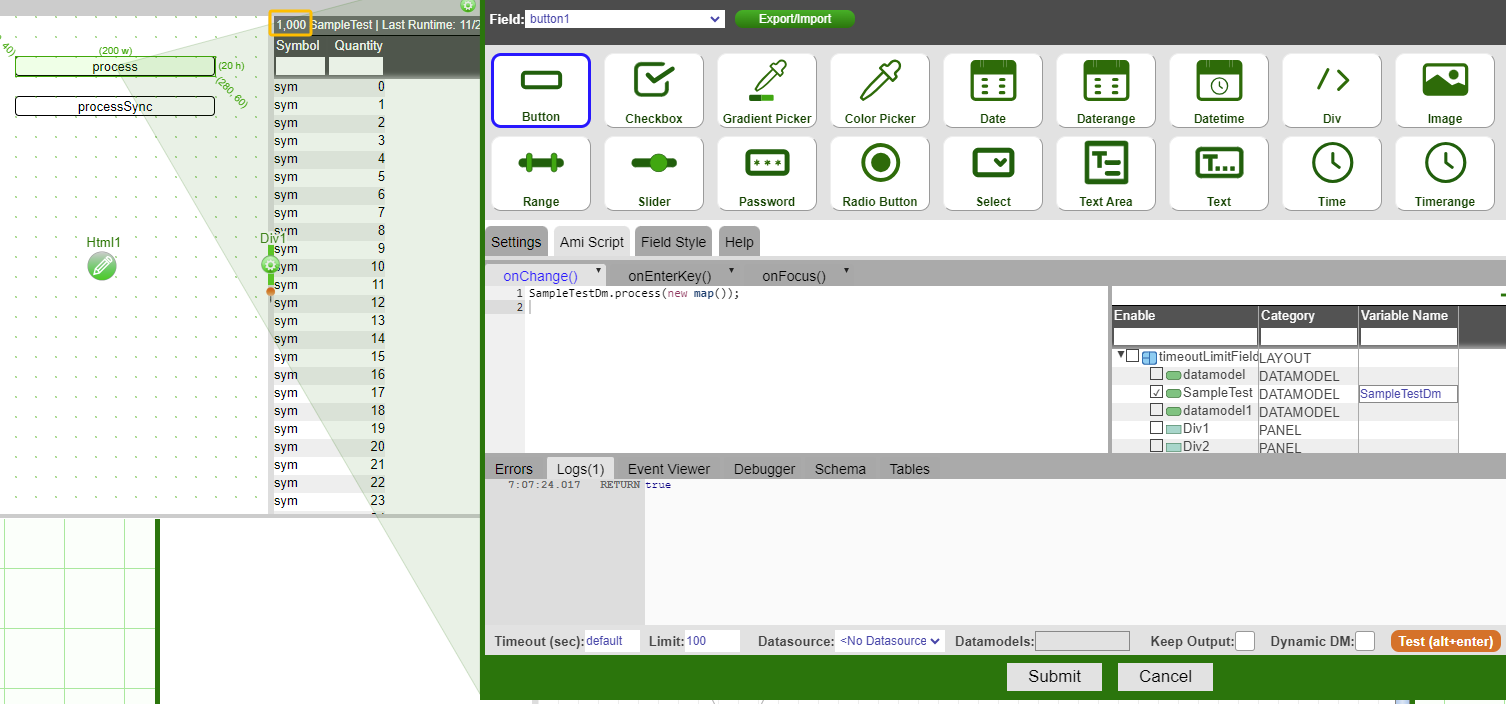 1,000 SampleTest | Last Runtime: 11/2
Symbol Quantity
40)
(200 w)
process
(20 h)
(280, 60)
processSync
Html1
Div1
sym 0
sym 1
sym 2
sym 3
sym 4
sym 5
sym 6
sym 7
sym 8
sym 9
sym 10
sym 11
sym 12
sym 13
sym 14
sym 15
sym 16
sym 17
sym 18
sym 19
sym 20
sym 21
sym 22
sym 23
Field: button1 Export/Import
Button Checkbox Gradient Picker Color Picker Date Daterange Datetime Div Image
Range Slider Password Radio Button Select Text Area Text Time Timerange
Settings Ami Script Field Style Help
onChange() onEnterKey() onFocus()
1 SampleTestDm.process(new map());
2
Enable Category Variable Name
timeoutLimitField LAYOUT
datamodel DATAMODEL
SampleTest DATAMODEL SampleTestDm
datamodel1 DATAMODEL
Div1 PANEL
Div2 PANEL
Errors Logs(1) Event Viewer Debugger Schema Tables
7:07:24.017 RETURN true
Timeout (sec): default Limit: 100 Datasource: <No Datasource Datamodels: Keep Output: Dynamic DM: Test (alt+enter)
Submit Cancel